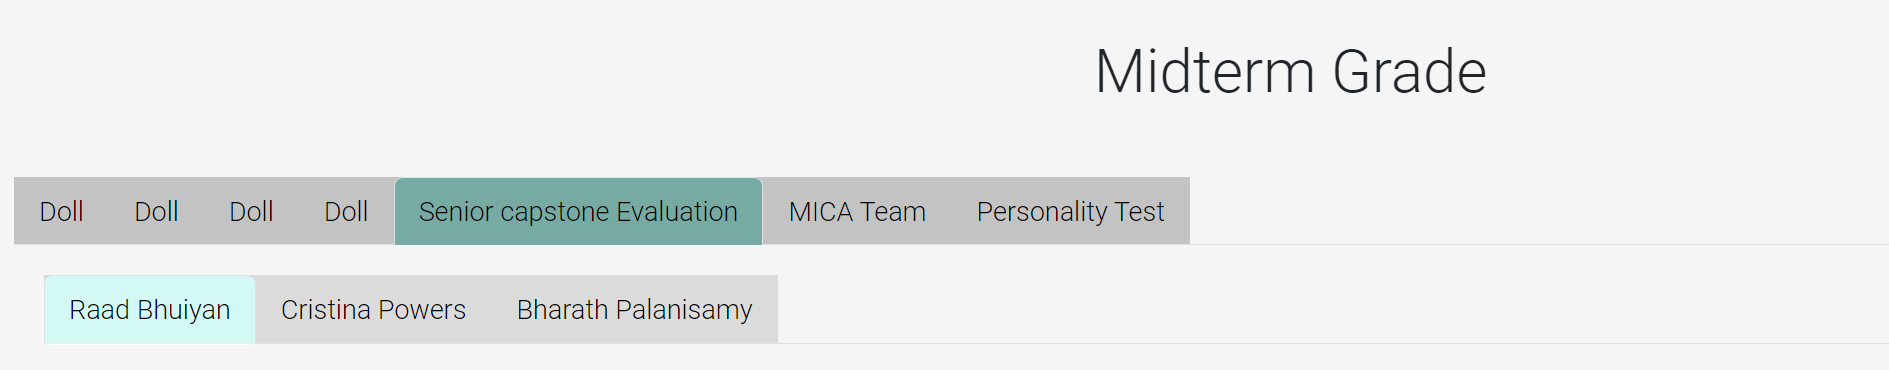 Midterm Grade
Doll Doll Doll Doll Senior capstone Evaluation MICA Team Personality Test
Raad Bhuiyan Cristina Powers Bharath Palanisamy